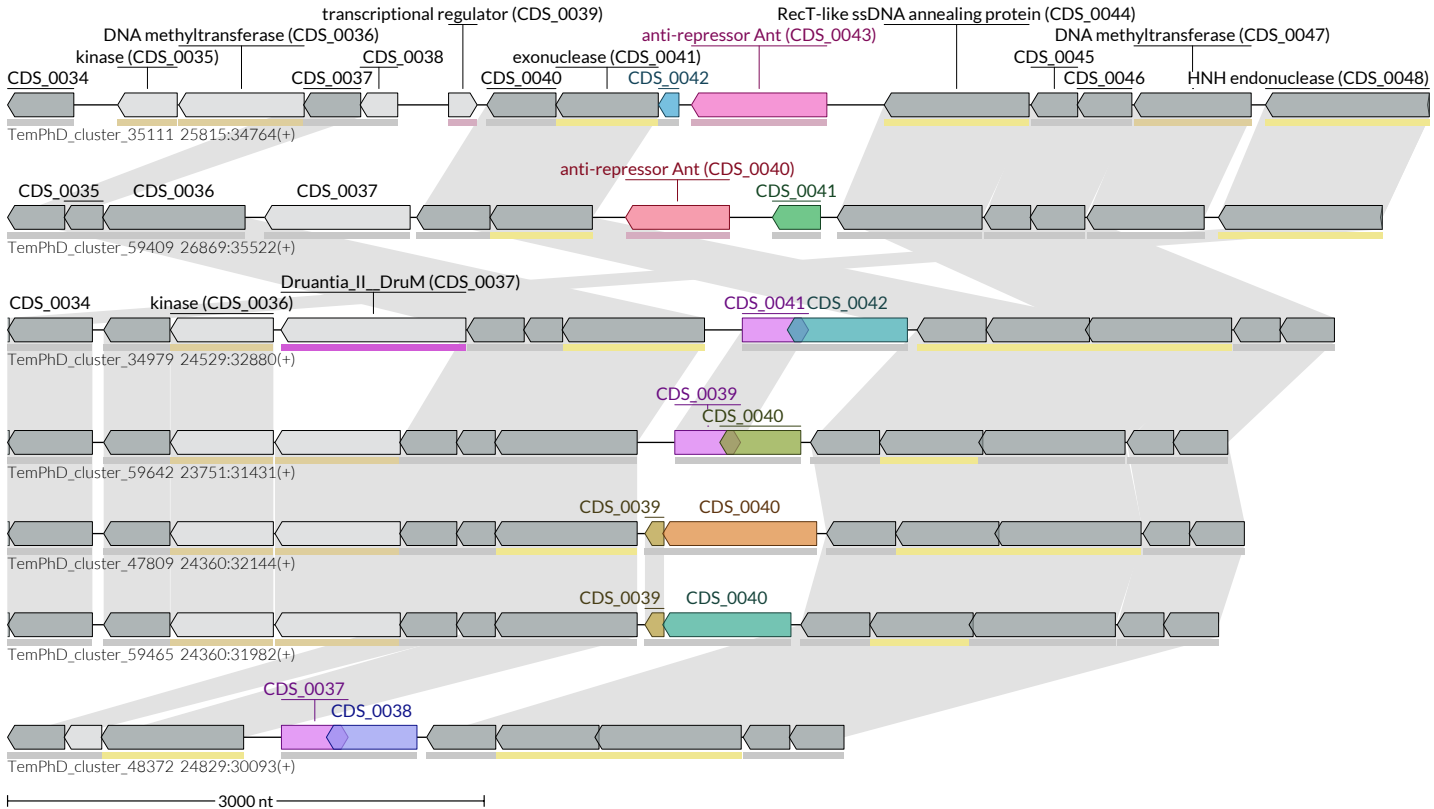 transcriptional regulator (CDS_0039)
RecT-like ssDNA annealing protein (CDS_0044)
DNA methyltransferase (CDS_0036)
anti-repressor Ant (CDS_0043)
DNA methyltransferase (CDS_0047)
kinase (CDS_0035)
CDS_0038
exonuclease (CDS_0041)
CDS_0045
CDS_0034
CDS_0037
CDS_0040
CDS_0042
CDS_0046
HNH endonuclease (CDS_0048)
TemPhD_cluster_35111 25815:34764(+)
anti-repressor Ant (CDS_0040)
CDS_0035
CDS_0036
CDS_0037
CDS_0041
TemPhD_cluster_59409 26869:35522(+)
Druantia_II__DruM (CDS_0037)
CDS_0034
kinase (CDS_0036)
CDS_0041
CDS_0042
TemPhD_cluster_34979 24529:32880(+)
CDS_0039
CDS_0040
TemPhD_cluster_59642 23751:31431(+)
CDS_0039
CDS_0040
TemPhD_cluster_47809 24360:32144(+)
CDS_0039
CDS_0040
TemPhD_cluster_59465 24360:31982(+)
CDS_0037
CDS_0038
TemPhD_cluster_48372 24829:30093(+)
3000 nt